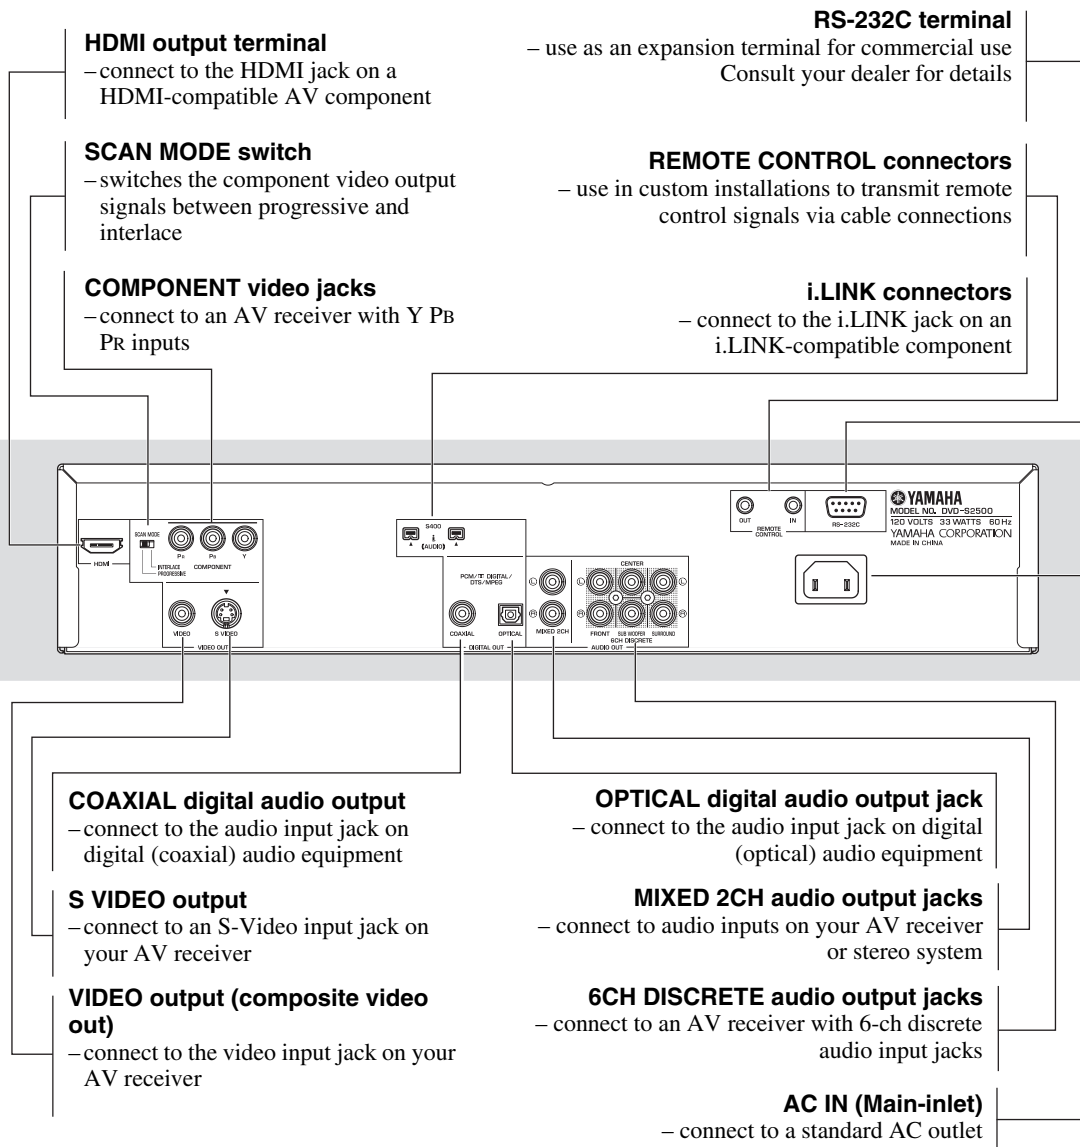 HDMI output terminal
– connect to the HDMI jack on a
HDMI-compatible AV component
SCAN MODE switch
– switches the component video output
signals between progressive and
interlace
COMPONENT video jacks
– connect to an AV receiver with Y PB
PR inputs
RS-232C terminal
– use as an expansion terminal for commercial use
Consult your dealer for details
REMOTE CONTROL connectors
– use in custom installations to transmit remote
control signals via cable connections
i.LINK connectors
– connect to the i.LINK jack on an
i.LINK-compatible component
HDMI
SCAN MODE
INTERLACE
PROGRESSIVE
PB
PR
Y
COMPONENT
VIDEO
S VIDEO
VIDEO OUT
S400
i
(AUDIO)
PCM/DIGITAL/
DTS/MPEG
COAXIAL
OPTICAL
DIGITAL OUT
L
R
MIXED 2CH
CENTER
L
R
L
R
FRONT
SUB WOOFER
SURROUND
6CH DISCRETE
AUDIO OUT
OUT
IN
REMOTE
CONTROL
RS-232C
YAMAHA
MODEL NO. DVD-S2500
120 VOLTS 33 WATTS 60 Hz
YAMAHA CORPORATION
MADE IN CHINA
COAXIAL digital audio output
– connect to the audio input jack on
digital (coaxial) audio equipment
S VIDEO output
– connect to an S-Video input jack on
your AV receiver
VIDEO output (composite video
out)
– connect to the video input jack on your
AV receiver
OPTICAL digital audio output jack
– connect to the audio input jack on digital
(optical) audio equipment
MIXED 2CH audio output jacks
– connect to audio inputs on your AV receiver
or stereo system
6CH DISCRETE audio output jacks
– connect to an AV receiver with 6-ch discrete
audio input jacks
AC IN (Main-inlet)
– connect to a standard AC outlet